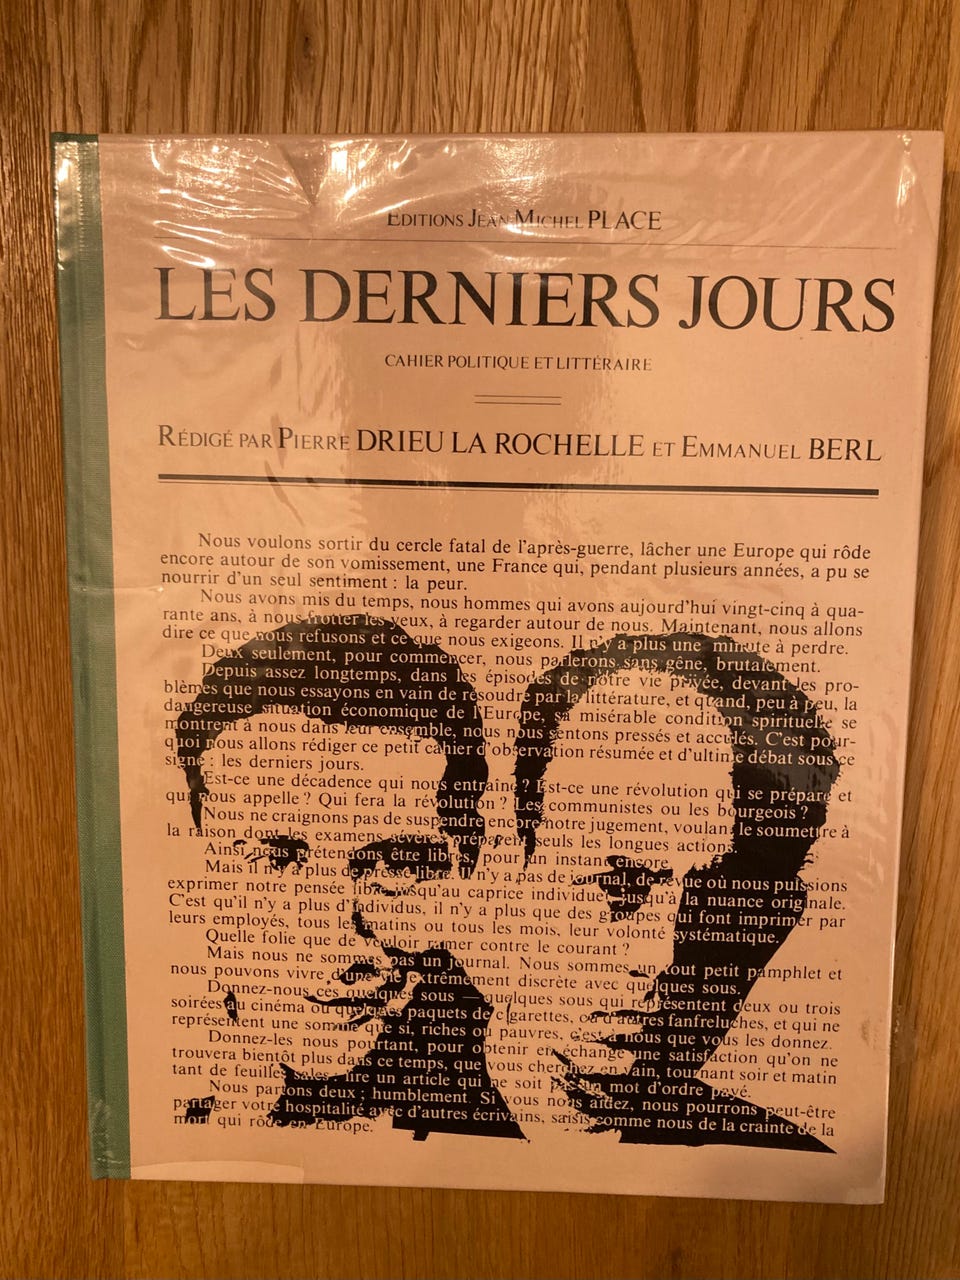 EDITIONS JEAN MICHEL PLACE
LES DERNIERS JOURS
CAHIER POLITIQUE ET LITTÉRAIRE
RÉDIGÉ PAR PIERRE DRIEU LA ROCHELLE ET EMMANUEL BERL
Nous voulons sortir du cercle fatal de l'après-guerre, lâcher une Europe qui rôde
encore autour de son vomissement, une France qui, pendant plusieurs années, a pu se
nourrir d'un seul sentiment : la peur.
Nous avons mis du temps, nous hommes qui avons aujourd'hui vingt-cinq à qua-
rante ans, à nous frotter les yeux, à regarder autour de nous. Maintenant, nous allons
dire ce que nous refusons et ce que nous exigeons. Il n'y a plus une minute à perdre.
Deux seulement, pour commencer, nous parlerons sans gêne, brutalement.
Depuis assez longtemps, dans les épisodes de notre vie privée, devant les pro-
blèmes que nous essayons en vain de résoudre par la littérature, et quand, peu à peu, la
dangereuse situation économique de l'Europe, sa misérable condition spirituelle se
montrent à nous dans leur ensemble, nous nous sentons pressés et acculés. C'est pour-
quoi nous allons rédiger ce petit cahier d'observation résumée et d'ultime débat sous ce
signe : les derniers jours.
Est-ce une décadence qui nous entraîne ? Est-ce une révolution qui se prépare et
qui nous appelle ? Qui fera la révolution ? Les communistes ou les bourgeois ?
Nous ne craignons pas de suspendre encore notre jugement, voulant le soumettre à
la raison dont les examens sévères préparent seuls les longues actions.
Ainsi nous prétendons être libres, pour un instant encore.
Mais il n'y a plus de presse libre. Il n'y a pas de journal, de revue où nous puissions
exprimer notre pensée libre jusqu'au caprice individuel, jusqu'à la nuance originale.
C'est qu'il n'y a plus d'individus, il n'y a plus que des groupes qui font imprimer par
leurs employés, tous les matins ou tous les mois, leur volonté systématique.
Quelle folie que de vouloir ramer contre le courant ?
Mais nous ne sommes pas un journal. Nous sommes un tout petit pamphlet et
nous pouvons vivre d'une vie extrêmement discrète avec quelques sous.
Donnez-nous ces quelques sous — quelques sous qui représentent deux ou trois
soirées au cinéma ou quelques paquets de cigarettes, ou d'autres fanfreluches, et qui ne
représentent une somme que si, riches ou pauvres, c'est à nous que vous les donnez.
Donnez-les nous pourtant, pour obtenir en échange une satisfaction qu'on ne
trouvera bientôt plus dans ce temps, que vous cherchez en vain, tournant soir et matin
tant de feuilles sales : lire un article qui ne soit pas un mot d'ordre payé.
Nous partons deux ; humblement. Si vous nous aidez, nous pourrons peut-être
partager votre hospitalité avec d'autres écrivains, saisis comme nous de la crainte de la
mort qui rôde en Europe.